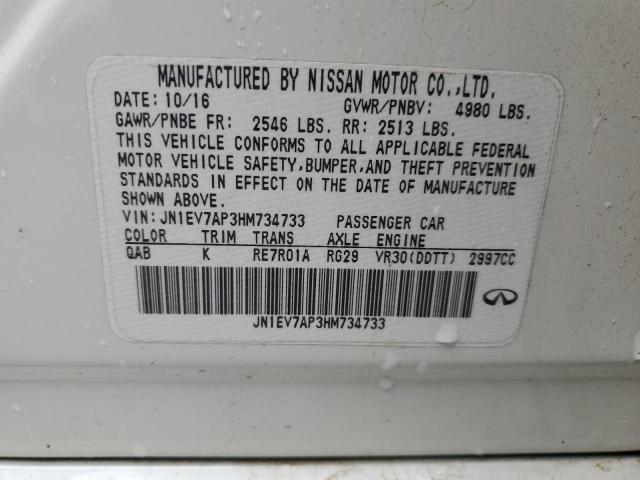 MANUFACTURED BY NISSAN MOTOR CO.,LTD.
DATE: 10/16 GVWR/PNBV: 4980 LBS.
GAWR/PNBE FR: 2546 LBS. RR: 2513 LBS.
THIS VEHICLE CONFORMS TO ALL APPLICABLE FEDERAL
MOTOR VEHICLE SAFETY,BUMPER,AND THEFT PREVENTION
STANDARDS IN EFFECT ON THE DATE OF MANUFACTURE
SHOWN ABOVE.
VIN:JN1EV7AP3HM734733 PASSENGER CAR
COLOR TRIM TRANS AXLE ENGINE
QAB K RE7R01A RG29 VR30(DDTT) 2997CC
JN1EV7AP3HM734733